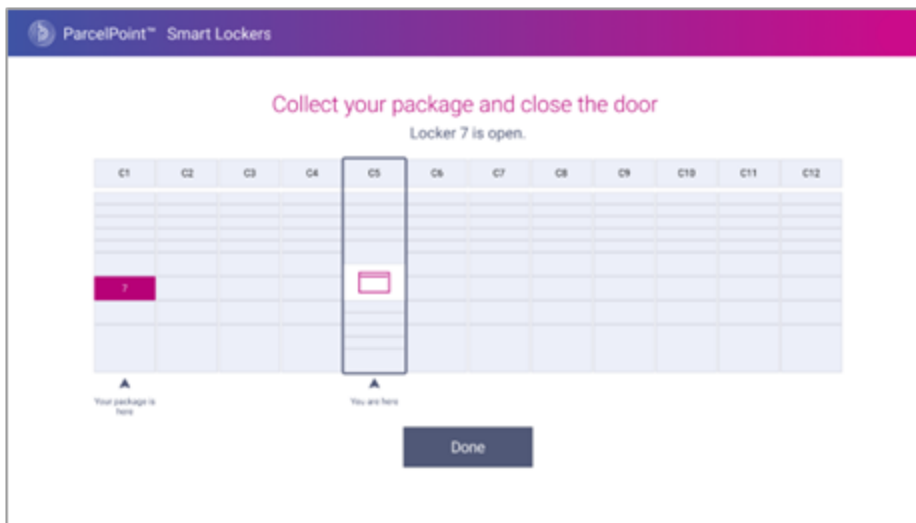 ParcelPoint™ Smart Lockers
Collect your package and close the door
Locker 7 is open.
C1 C2 C3 C4 C5 C6 C7 C8 C9 C10 C11 C12
7
Your package is
here
You are here
Done